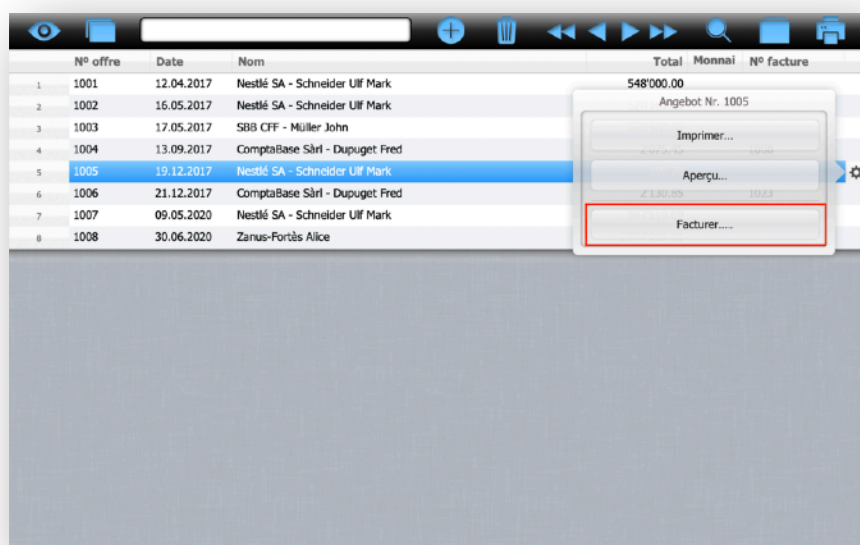 Nº offre Date Nom Total Monnai Nº facture
1 1001 12.04.2017 Nestlé SA - Schneider Ulf Mark 548'000.00
Angebot Nr. 1005
2 1002 16.05.2017 Nestlé SA - Schneider Ulf Mark
3 1003 17.05.2017 SBB CFF - Müller John
Imprimer...
4 1004 13.09.2017 ComptaBase Sàrl - Dupuget Fred
5 1005 19.12.2017 Nestlé SA - Schneider Ulf Mark
Aperçu...
6 1006 21.12.2017 ComptaBase Sàrl - Dupuget Fred 2'130.85 1023
7 1007 09.05.2020 Nestlé SA - Schneider Ulf Mark
Facturer.....
8 1008 30.06.2020 Zanus-Fortès Alice